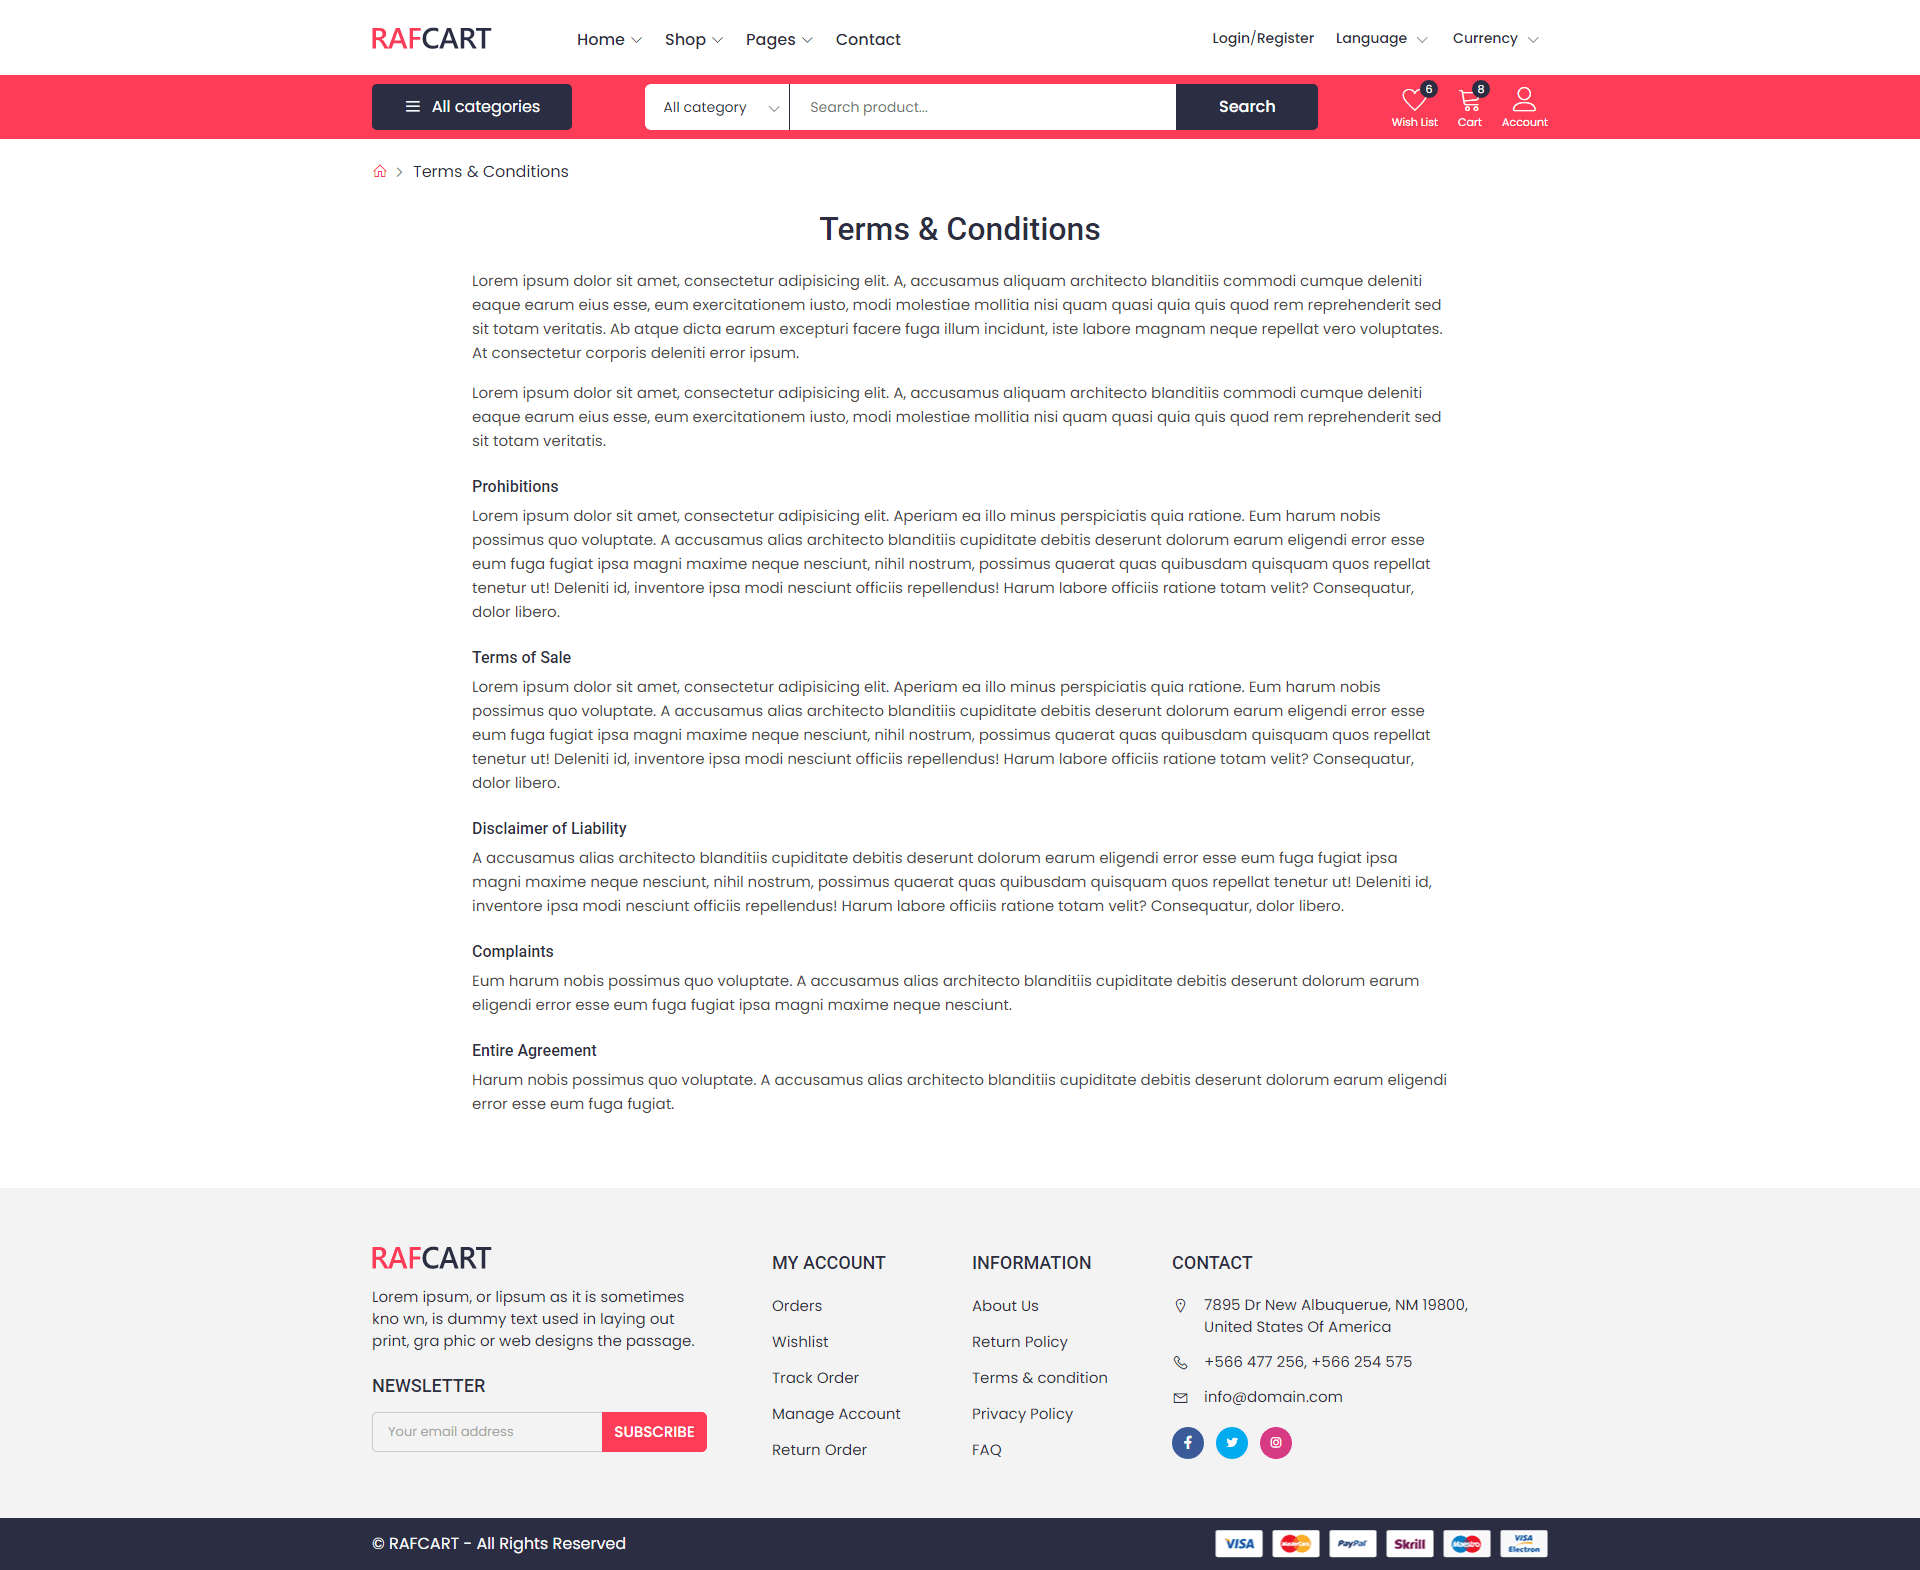 RAFCART
Home Shop Pages Contact
Login/Register Language Currency
All categories
All category Search product... Search
6 8
Wish List Cart Account
Terms & Conditions
Terms & Conditions
Lorem ipsum dolor sit amet, consectetur adipisicing elit. A, accusamus aliquam architecto blanditiis commodi cumque deleniti
eaque earum eius esse, eum exercitationem iusto, modi molestiae mollitia nisi quam quasi quia quis quod rem reprehenderit sed
sit totam veritatis. Ab atque dicta earum excepturi facere fuga illum incidunt, iste labore magnam neque repellat vero voluptates.
At consectetur corporis deleniti error ipsum.
Lorem ipsum dolor sit amet, consectetur adipisicing elit. A, accusamus aliquam architecto blanditiis commodi cumque deleniti
eaque earum eius esse, eum exercitationem iusto, modi molestiae mollitia nisi quam quasi quia quis quod rem reprehenderit sed
sit totam veritatis.
Prohibitions
Lorem ipsum dolor sit amet, consectetur adipisicing elit. Aperiam ea illo minus perspiciatis quia ratione. Eum harum nobis
possimus quo voluptate. A accusamus alias architecto blanditiis cupiditate debitis deserunt dolorum earum eligendi error esse
eum fuga fugiat ipsa magni maxime neque nesciunt, nihil nostrum, possimus quaerat quas quibusdam quisquam quos repellat
tenetur ut! Deleniti id, inventore ipsa modi nesciunt officiis repellendus! Harum labore officiis ratione totam velit? Consequatur,
dolor libero.
Terms of Sale
Lorem ipsum dolor sit amet, consectetur adipisicing elit. Aperiam ea illo minus perspiciatis quia ratione. Eum harum nobis
possimus quo voluptate. A accusamus alias architecto blanditiis cupiditate debitis deserunt dolorum earum eligendi error esse
eum fuga fugiat ipsa magni maxime neque nesciunt, nihil nostrum, possimus quaerat quas quibusdam quisquam quos repellat
tenetur ut! Deleniti id, inventore ipsa modi nesciunt officiis repellendus! Harum labore officiis ratione totam velit? Consequatur,
dolor libero.
Disclaimer of Liability
A accusamus alias architecto blanditiis cupiditate debitis deserunt dolorum earum eligendi error esse eum fuga fugiat ipsa
magni maxime neque nesciunt, nihil nostrum, possimus quaerat quas quibusdam quisquam quos repellat tenetur ut! Deleniti id,
inventore ipsa modi nesciunt officiis repellendus! Harum labore officiis ratione totam velit? Consequatur, dolor libero.
Complaints
Eum harum nobis possimus quo voluptate. A accusamus alias architecto blanditiis cupiditate debitis deserunt dolorum earum
eligendi error esse eum fuga fugiat ipsa magni maxime neque nesciunt.
Entire Agreement
Harum nobis possimus quo voluptate. A accusamus alias architecto blanditiis cupiditate debitis deserunt dolorum earum eligendi
error esse eum fuga fugiat.
RAFCART
Lorem ipsum, or lipsum as it is sometimes
kno wn, is dummy text used in laying out
print, gra phic or web designs the passage.
NEWSLETTER
Your email address SUBSCRIBE
MY ACCOUNT
Orders
Wishlist
Track Order
Manage Account
Return Order
INFORMATION
About Us
Return Policy
Terms & condition
Privacy Policy
FAQ
CONTACT
7895 Dr New Albuquerue, NM 19800,
United States Of America
+566 477 256, +566 254 575
info@domain.com
© RAFCART - All Rights Reserved
VISA MasterCard PayPal Skrill Maestro VISA Electron